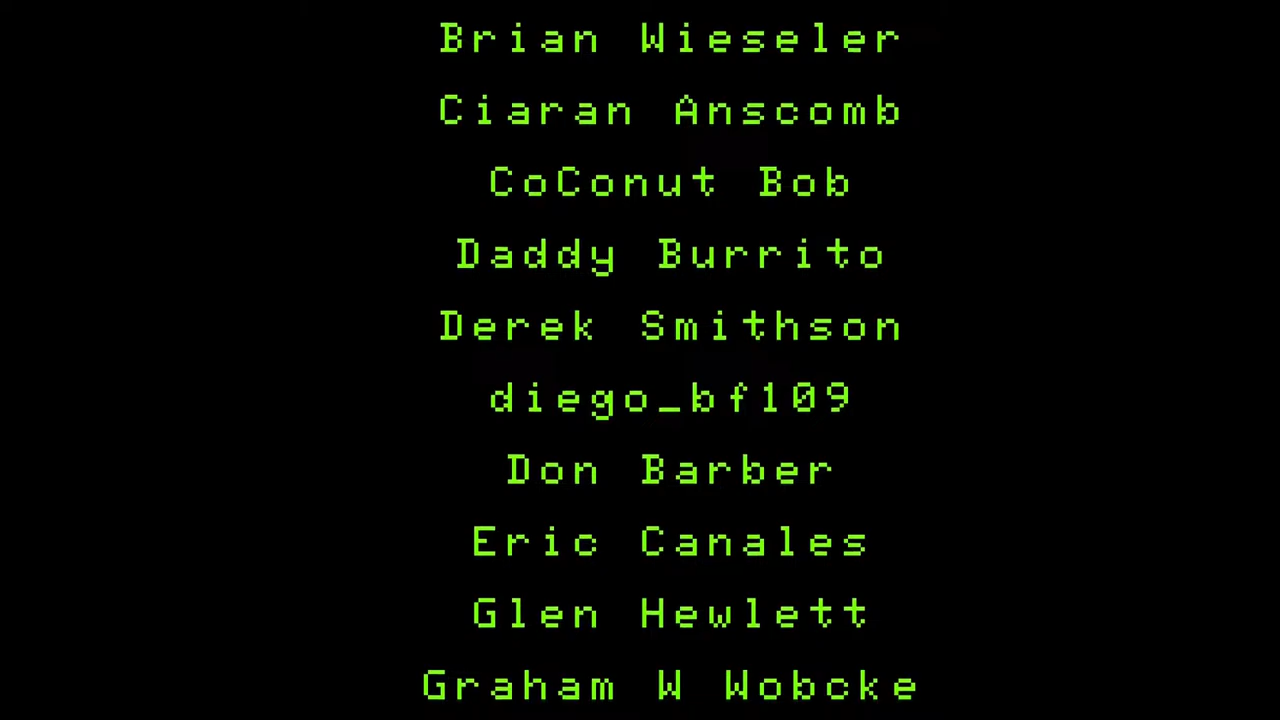 Brian Wieseler
Ciaran Anscomb
CoConut Bob
Daddy Burrito
Derek Smithson
diego_bf109
Don Barber
Eric Canales
Glen Hewlett
Graham W Wobcke